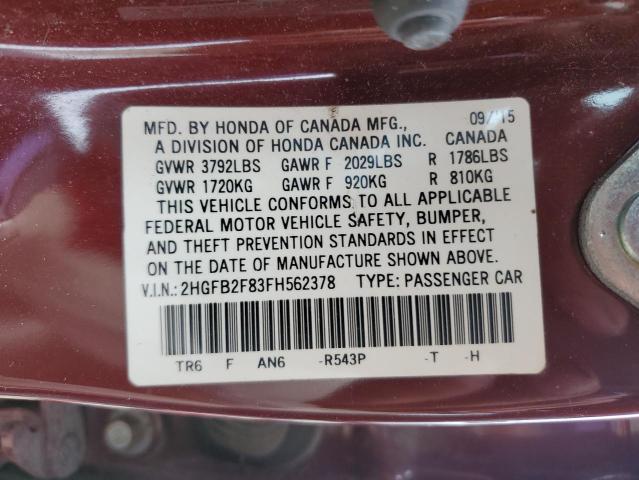 MFD. BY HONDA OF CANADA MFG., 09/15
A DIVISION OF HONDA CANADA INC. CANADA
GVWR 3792LBS GAWR F 2029LBS R 1786LBS
GVWR 1720KG GAWR F 920KG R 810KG
THIS VEHICLE CONFORMS TO ALL APPLICABLE
FEDERAL MOTOR VEHICLE SAFETY, BUMPER,
AND THEFT PREVENTION STANDARDS IN EFFECT
ON THE DATE OF MANUFACTURE SHOWN ABOVE.
V.I.N.: 2HGFB2F83FH562378 TYPE: PASSENGER CAR
TR6 F AN6 -R543P -T -H